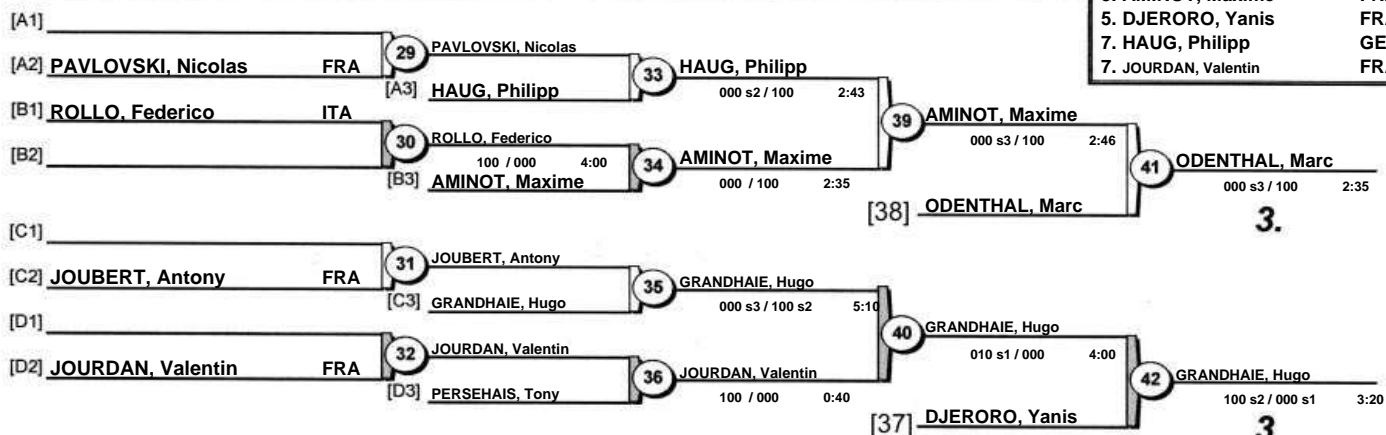 5. DJERORO, Yanis FRA
7. HAUG, Philipp GE
7. JOURDAN, Valentin FR
[A1]
[A2] PAVLOVSKI, Nicolas FRA
29
PAVLOVSKI, Nicolas
[A3] HAUG, Philipp
33
HAUG, Philipp
000 s2 / 100 2:43
[B1] ROLLO, Federico ITA
[B2]
30
ROLLO, Federico
100 / 000 4:00
[B3] AMINOT, Maxime
34
AMINOT, Maxime
000 / 100 2:35
39
AMINOT, Maxime
000 s3 / 100 2:46
[38] ODENTHAL, Marc
41
ODENTHAL, Marc
000 s3 / 100 2:35
3.
[C1]
[C2] JOUBERT, Antony FRA
31
JOUBERT, Antony
[C3] GRANDHAIE, Hugo
35
GRANDHAIE, Hugo
000 s3 / 100 s2 5:10
[D1]
[D2] JOURDAN, Valentin FRA
32
JOURDAN, Valentin
[D3] PERSEHAIS, Tony
36
JOURDAN, Valentin
100 / 000 0:40
40
GRANDHAIE, Hugo
010 s1 / 000 4:00
[37] DJERORO, Yanis
42
GRANDHAIE, Hugo
100 s2 / 000 s1 3:20
3